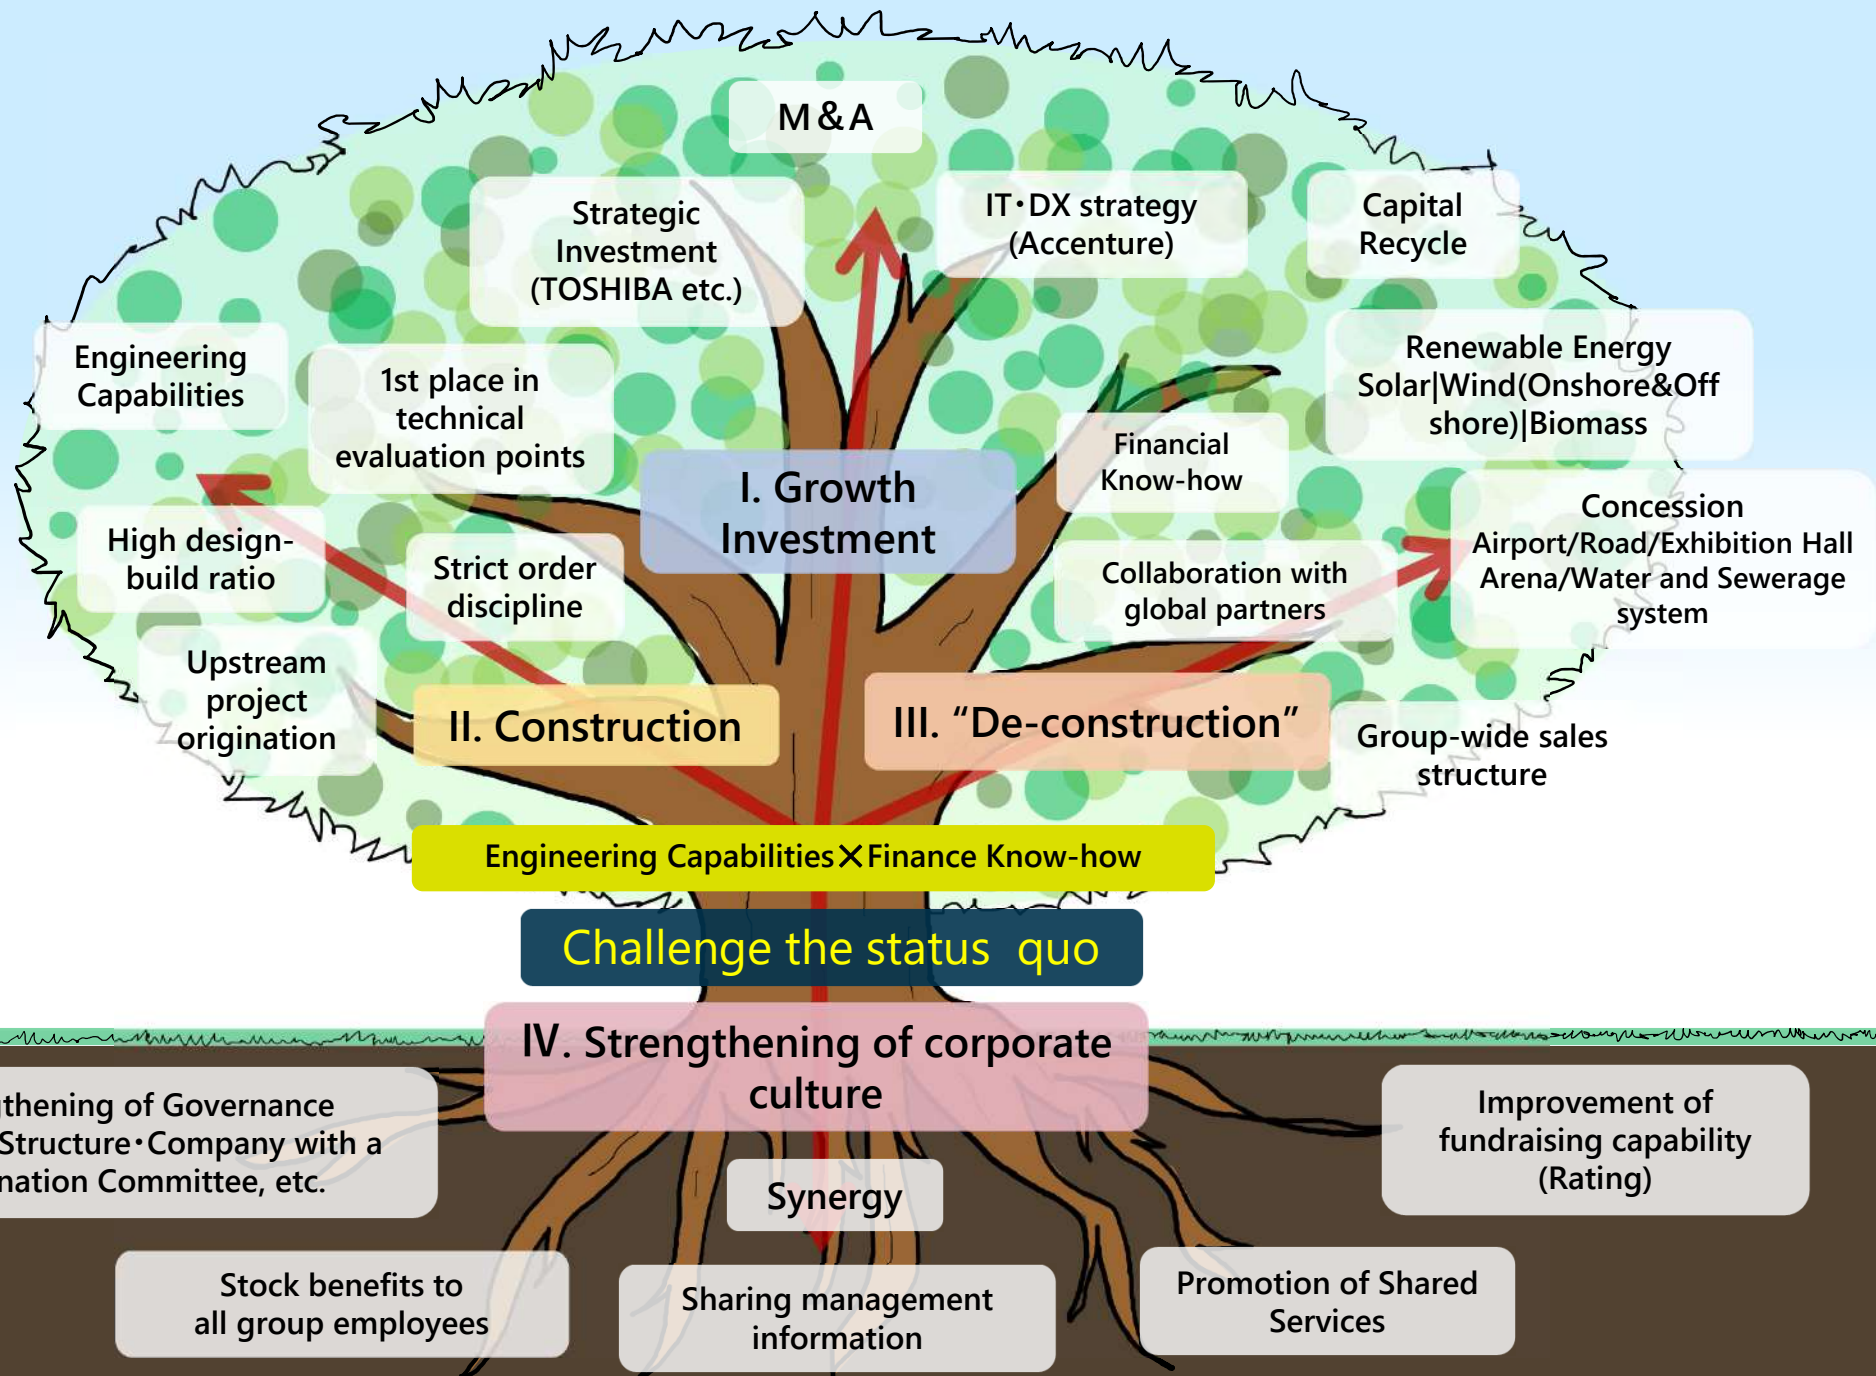 M&A
Strategic
Investment
(TOSHIBA etc.)
IT・DX strategy
(Accenture)
Capital
Recycle
Engineering
Capabilities
1st place in
technical
evaluation points
Renewable Energy
Solar|Wind(Onshore&Off
shore)|Biomass
Financial
Know-how
I. Growth
Investment
High design-
build ratio
Strict order
discipline
Concession
Airport/Road/Exhibition Hall
Arena/Water and Sewerage
system
Collaboration with
global partners
Upstream
project
origination
II. Construction
III. “De-construction”
Group-wide sales
structure
Engineering Capabilities×Finance Know-how
Challenge the status quo
IV. Strengthening of corporate
culture
of Governance
Structure・Company with a
Committee, etc.
Improvement of
fundraising capability
(Rating)
Synergy
Stock benefits to
all group employees
Sharing management
information
Promotion of Shared
Services